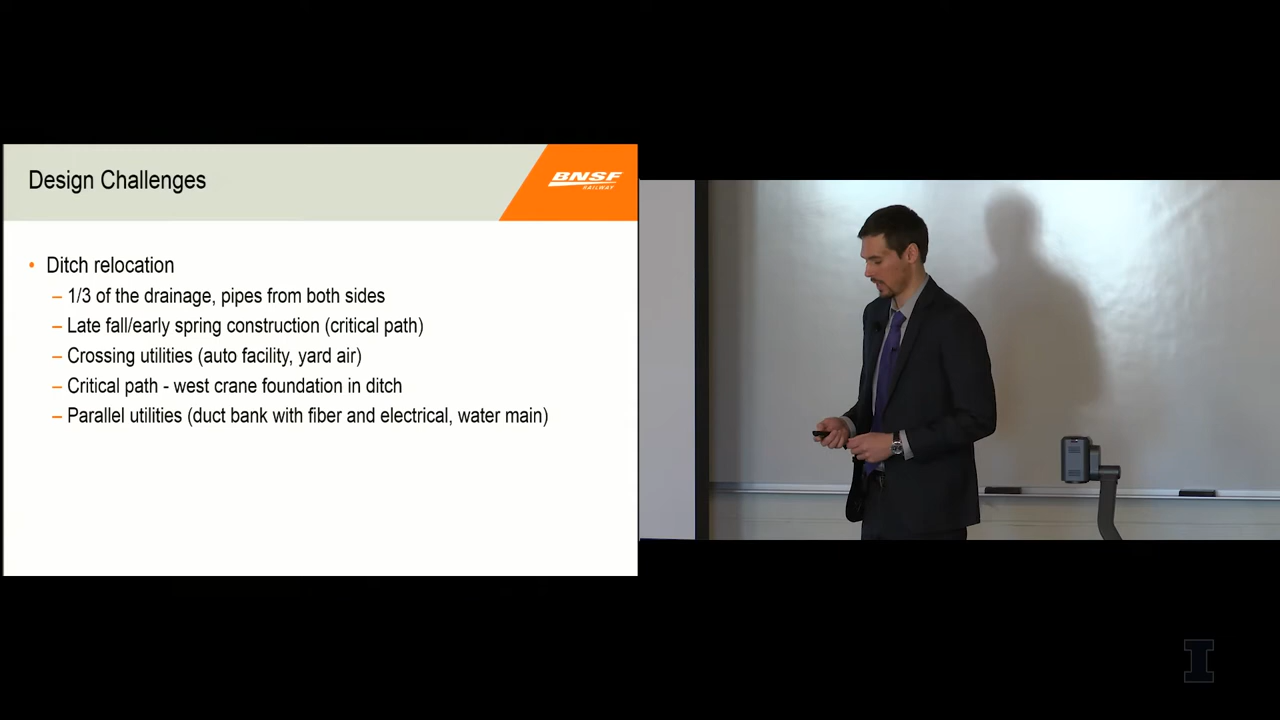 Design Challenges
BNSF
RAILWAY
• Ditch relocation
– 1/3 of the drainage, pipes from both sides
– Late fall/early spring construction (critical path)
– Crossing utilities (auto facility, yard air)
– Critical path - west crane foundation in ditch
– Parallel utilities (duct bank with fiber and electrical, water main)
I